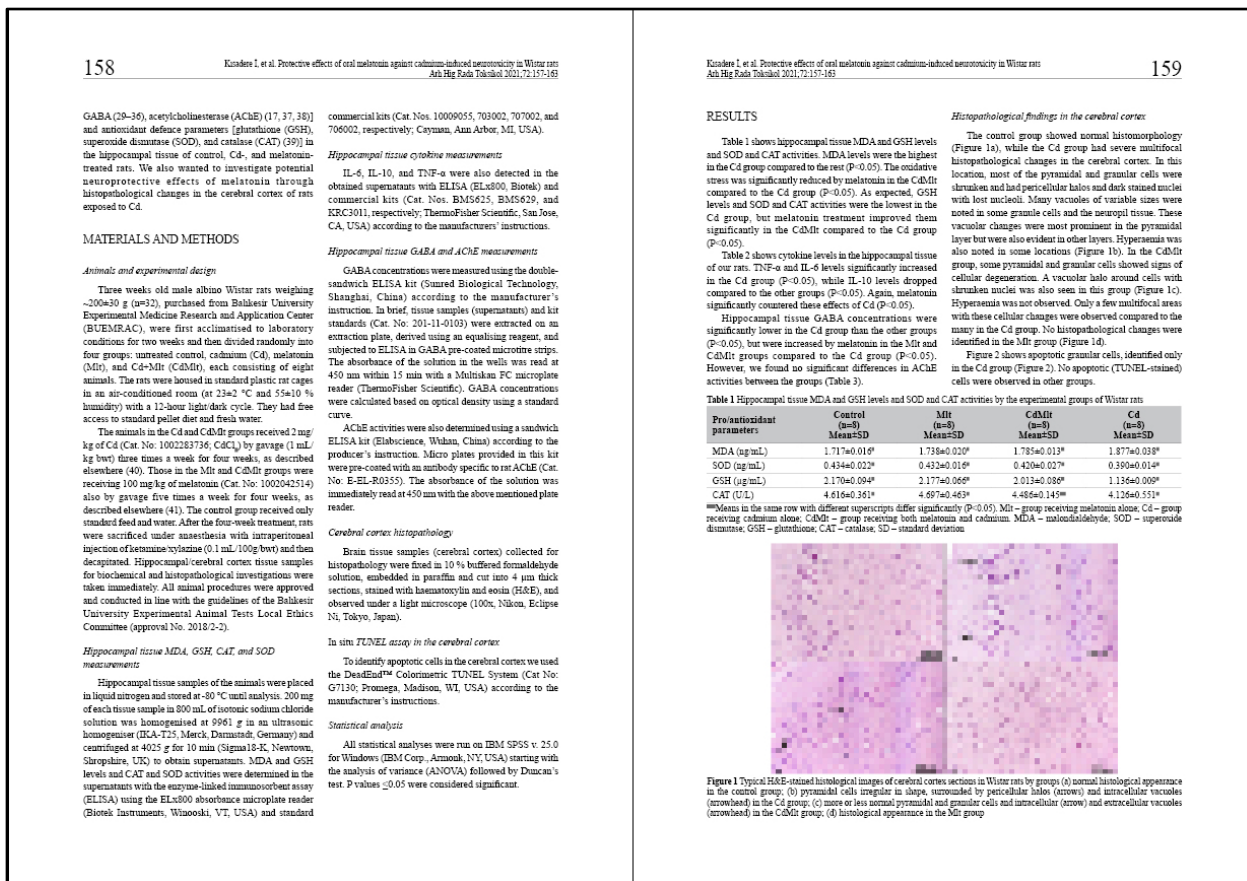 158
Kısadere I, et al. Protective effects of oral melatonin against cadmium-induced neurotoxicity in Wistar rats
Arh Hig Rada Toksikol 2021;72:157-163
GABA (29–36), acetylcholinesterase (AChE) (17, 37, 38)]
and antioxidant defence parameters [glutathione (GSH),
superoxide dismutase (SOD), and catalase (CAT) (39)] in
the hippocampal tissue of control, Cd-, and melatonin-
treated rats. We also wanted to investigate potential
neuroprotective effects of melatonin through
histopathological changes in the cerebral cortex of rats
exposed to Cd.
MATERIALS AND METHODS
Animals and experimental design
Three weeks old male albino Wistar rats weighing
~200±30 g (n=32), purchased from Balıkesir University
Experimental Medicine Research and Application Center
(BUEMRAC), were first acclimatised to laboratory
conditions for two weeks and then divided randomly into
four groups: untreated control, cadmium (Cd), melatonin
(Mlt), and Cd+Mlt (CdMlt), each consisting of eight
animals. The rats were housed in standard plastic rat cages
in an air-conditioned room (at 23±2 °C and 55±10 %
humidity) with a 12-hour light/dark cycle. They had free
access to standard pellet diet and fresh water.
The animals in the Cd and CdMlt groups received 2 mg/
kg of Cd (Cat. No: 1002283736; CdCl₂) by gavage (1 mL/
kg bwt) three times a week for four weeks, as described
elsewhere (40). Those in the Mlt and CdMlt groups were
receiving 100 mg/kg of melatonin (Cat. No: 1002042514)
also by gavage five times a week for four weeks, as
described elsewhere (41). The control group received only
standard feed and water. After the four-week treatment, rats
were sacrificed under anaesthesia with intraperitoneal
injection of ketamine/xylazine (0.1 mL/100g/bwt) and then
decapitated. Hippocampal/cerebral cortex tissue samples
for biochemical and histopathological investigations were
taken immediately. All animal procedures were approved
and conducted in line with the guidelines of the Balıkesir
University Experimental Animal Tests Local Ethics
Committee (approval No. 2018/2-2).
Hippocampal tissue MDA, GSH, CAT, and SOD
measurements
Hippocampal tissue samples of the animals were placed
in liquid nitrogen and stored at -80 °C until analysis. 200 mg
of each tissue sample in 800 mL of isotonic sodium chloride
solution was homogenised at 9961 g in an ultrasonic
homogeniser (IKA-T25, Merck, Darmstadt, Germany) and
centrifuged at 4025 g for 10 min (Sigma18-K, Newtown,
Shropshire, UK) to obtain supernatants. MDA and GSH
levels and CAT and SOD activities were determined in the
supernatants with the enzyme-linked immunosorbent assay
(ELISA) using the ELx800 absorbance microplate reader
(Biotek Instruments, Winooski, VT, USA) and standard
commercial kits (Cat. Nos. 10009055, 703002, 707002, and
706002, respectively; Cayman, Ann Arbor, MI, USA).
Hippocampal tissue cytokine measurements
IL-6, IL-10, and TNF-α were also detected in the
obtained supernatants with ELISA (ELx800, Biotek) and
commercial kits (Cat. Nos. BMS625, BMS629, and
KRC3011, respectively; ThermoFisher Scientific, San Jose,
CA, USA) according to the manufacturers' instructions.
Hippocampal tissue GABA and AChE measurements
GABA concentrations were measured using the double-
sandwich ELISA kit (Sunred Biological Technology,
Shanghai, China) according to the manufacturer's
instruction. In brief, tissue samples (supernatants) and kit
standards (Cat. No: 201-11-0103) were extracted on an
extraction plate, derived using an equalising reagent, and
subjected to ELISA in GABA pre-coated microtitre strips.
The absorbance of the solution in the wells was read at
450 nm within 15 min with a Multiskan FC microplate
reader (ThermoFisher Scientific). GABA concentrations
were calculated based on optical density using a standard
curve.
AChE activities were also determined using a sandwich
ELISA kit (Elabscience, Wuhan, China) according to the
producer's instruction. Micro plates provided in this kit
were pre-coated with an antibody specific to rat AChE (Cat.
No: E-EL-R0355). The absorbance of the solution was
immediately read at 450 nm with the above mentioned plate
reader.
Cerebral cortex histopathology
Brain tissue samples (cerebral cortex) collected for
histopathology were fixed in 10 % buffered formaldehyde
solution, embedded in paraffin and cut into 4 μm thick
sections, stained with haematoxylin and eosin (H&E), and
observed under a light microscope (100x, Nikon, Eclipse
Ni, Tokyo, Japan).
In situ TUNEL assay in the cerebral cortex
To identify apoptotic cells in the cerebral cortex we used
the DeadEnd™ Colorimetric TUNEL System (Cat No:
G7130; Promega, Madison, WI, USA) according to the
manufacturer's instructions.
Statistical analysis
All statistical analyses were run on IBM SPSS v. 25.0
for Windows (IBM Corp., Armonk, NY, USA) starting with
the analysis of variance (ANOVA) followed by Duncan's
test. P values ≤0.05 were considered significant.
Kısadere I, et al. Protective effects of oral melatonin against cadmium-induced neurotoxicity in Wistar rats
Arh Hig Rada Toksikol 2021;72:157-163
159
RESULTS
Table 1 shows hippocampal tissue MDA and GSH levels
and SOD and CAT activities. MDA levels were the highest
in the Cd group compared to the rest (P<0.05). The oxidative
stress was significantly reduced by melatonin in the CdMlt
compared to the Cd group (P<0.05). As expected, GSH
levels and SOD and CAT activities were the lowest in the
Cd group, but melatonin treatment improved them
significantly in the CdMlt compared to the Cd group
(P<0.05).
Table 2 shows cytokine levels in the hippocampal tissue
of our rats. TNF-α and IL-6 levels significantly increased
in the Cd group (P<0.05), while IL-10 levels dropped
compared to the other groups (P<0.05). Again, melatonin
significantly countered these effects of Cd (P<0.05).
Hippocampal tissue GABA concentrations were
significantly lower in the Cd group than the other groups
(P<0.05), but were increased by melatonin in the Mlt and
CdMlt groups compared to the Cd group (P<0.05).
However, we found no significant differences in AChE
activities between the groups (Table 3).
Histopathological findings in the cerebral cortex
The control group showed normal histomorphology
(Figure 1a), while the Cd group had severe multifocal
histopathological changes in the cerebral cortex. In this
location, most of the pyramidal and granular cells were
shrunken and had pericellular halos and dark stained nuclei
with lost nucleoli. Many vacuoles of variable sizes were
noted in some granule cells and the neuropil tissue. These
vacuolar changes were most prominent in the pyramidal
layer but were also evident in other layers. Hyperaemia was
also noted in some locations (Figure 1b). In the CdMlt
group, some pyramidal and granular cells showed signs of
cellular degeneration. A vacuolar halo around cells with
shrunken nuclei was also seen in this group (Figure 1c).
Hyperaemia was not observed. Only a few multifocal areas
with these cellular changes were observed compared to the
many in the Cd group. No histopathological changes were
identified in the Mlt group (Figure 1d).
Figure 2 shows apoptotic granular cells, identified only
in the Cd group (Figure 2). No apoptotic (TUNEL-stained)
cells were observed in other groups.
Table 1 Hippocampal tissue MDA and GSH levels and SOD and CAT activities by the experimental groups of Wistar rats
Pro/antioxidant parameters Control (n=8) Mean±SD Mlt (n=8) Mean±SD CdMlt (n=8) Mean±SD Cd (n=8) Mean±SD
MDA (ng/mL) 1.717±0.016 1.738±0.020 1.785±0.013 1.877±0.038
SOD (ng/mL) 0.434±0.022 0.432±0.016 0.420±0.027 0.390±0.014
GSH (μg/mL) 2.170±0.094 2.177±0.066 2.013±0.086 1.136±0.009
CAT (U/L) 4.616±0.361 4.697±0.463 4.486±0.145 4.126±0.551
Means in the same row with different superscripts differ significantly (P<0.05). Mlt – group receiving melatonin alone; Cd – group
receiving cadmium alone; CdMlt – group receiving both melatonin and cadmium. MDA – malondialdehyde; SOD – superoxide
dismutase; GSH – glutathione; CAT – catalase; SD – standard deviation
Figure 1 Typical H&E-stained histological images of cerebral cortex sections in Wistar rats by groups (a) normal histological appearance
in the control group; (b) pyramidal cells irregular in shape, surrounded by pericellular halos (arrows) and intracellular vacuoles
(arrowhead) in the Cd group; (c) more or less normal pyramidal and granular cells and intracellular (arrow) and extracellular vacuoles
(arrowhead) in the CdMlt group; (d) histological appearance in the Mlt group